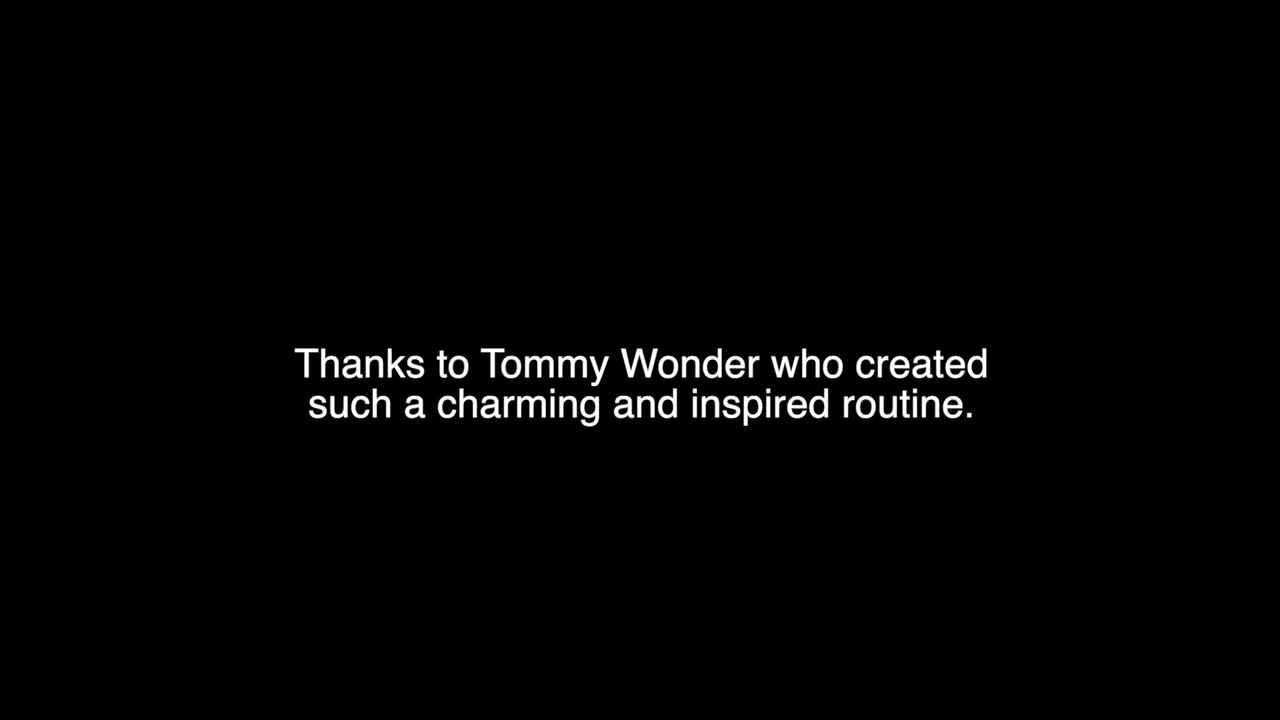 Thanks to Tommy Wonder who created
such a charming and inspired routine.